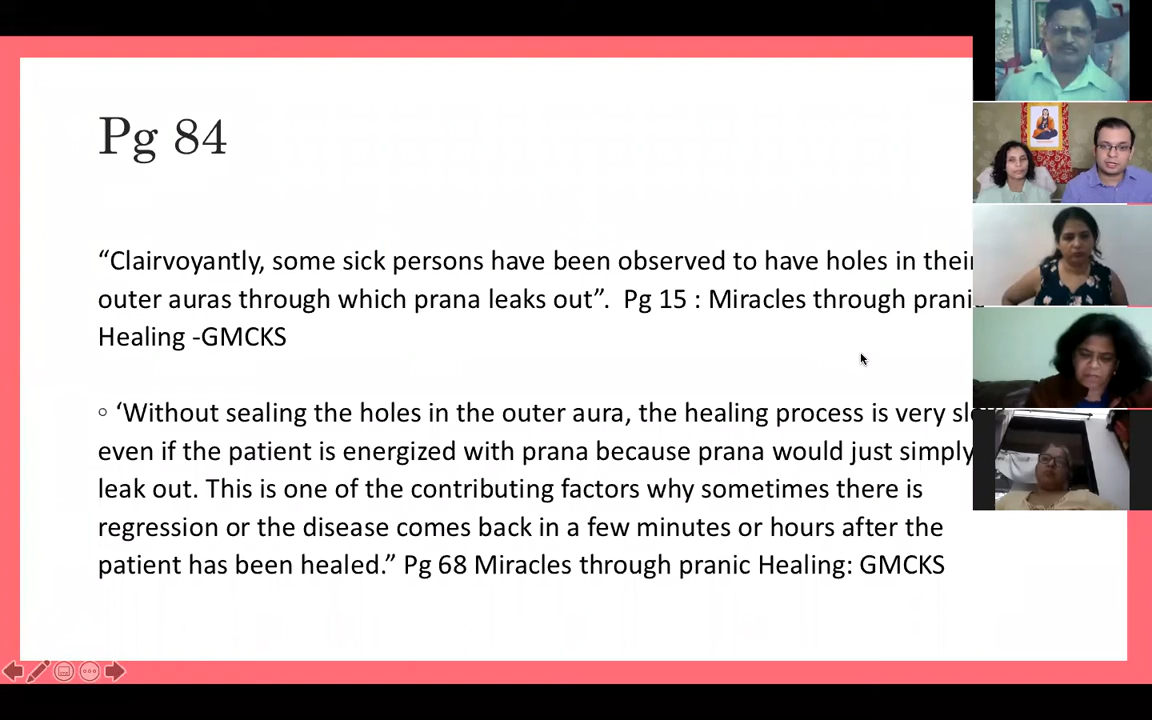 Pg 84
“Clairvoyantly, some sick persons have been observed to have holes in their
outer auras through which prana leaks out”.  Pg 15 : Miracles through pranic
Healing -GMCKS
◦ ‘Without sealing the holes in the outer aura, the healing process is very
even if the patient is energized with prana because prana would just simply
leak out. This is one of the contributing factors why sometimes there is
regression or the disease comes back in a few minutes or hours after the
patient has been healed.” Pg 68 Miracles through pranic Healing: GMCKS